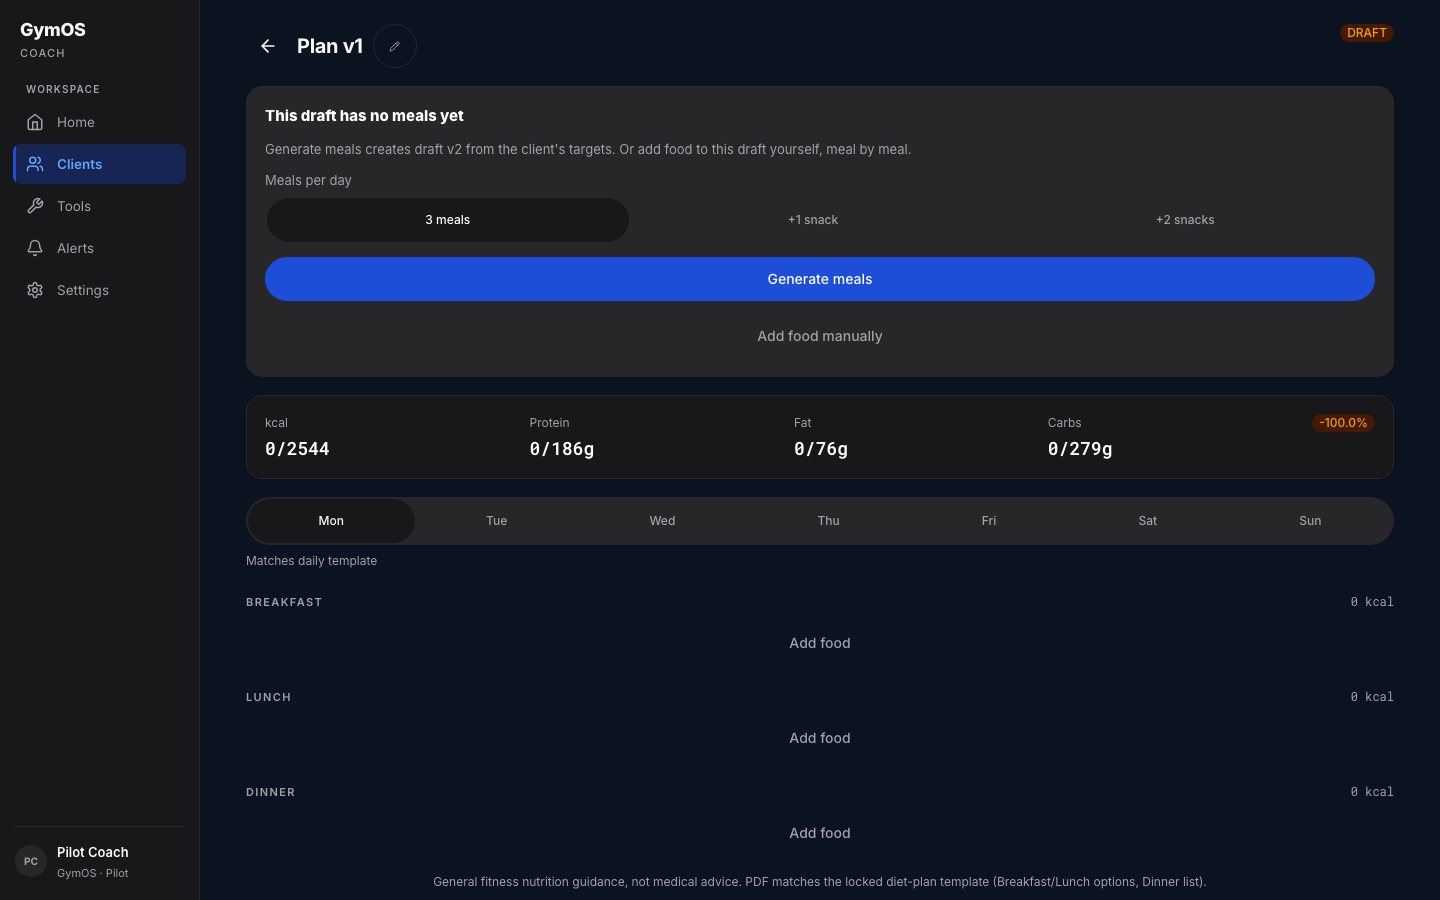 GymOS
COACH
WORKSPACE
Home
Clients
Tools
Alerts
Settings
PC
Pilot Coach
GymOS · Pilot
Plan v1
DRAFT
This draft has no meals yet
Generate meals creates draft v2 from the client's targets. Or add food to this draft yourself, meal by meal.
Meals per day
3 meals +1 snack +2 snacks
Generate meals
Add food manually
kcal Protein Fat Carbs -100.0%
0/2544 0/186g 0/76g 0/279g
Mon Tue Wed Thu Fri Sat Sun
Matches daily template
BREAKFAST 0 kcal
Add food
LUNCH 0 kcal
Add food
DINNER 0 kcal
Add food
General fitness nutrition guidance, not medical advice. PDF matches the locked diet-plan template (Breakfast/Lunch options, Dinner list).